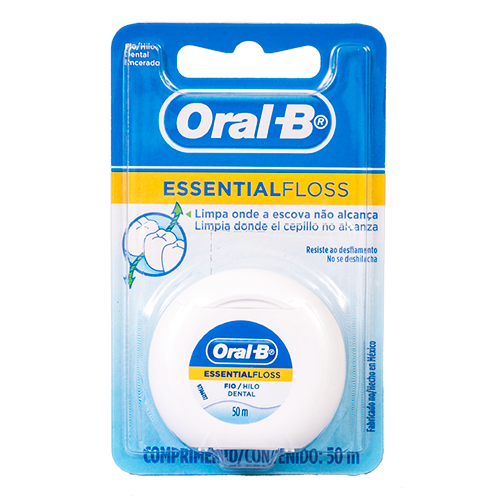 Fio/Hilo
Dental
Encerado
Oral-B®
ESSENTIALFLOSS
Limpa onde a escova não alcança
Limpia donde el cepillo no alcanza
Resiste ao desfiamento
No se deshilacha
Oral-B®
ESSENTIALFLOSS
FIO / HILO
DENTAL
50 m
Fabricado no/Hecho en México
COMPRIMENTO/CONTENIDO: 50 m